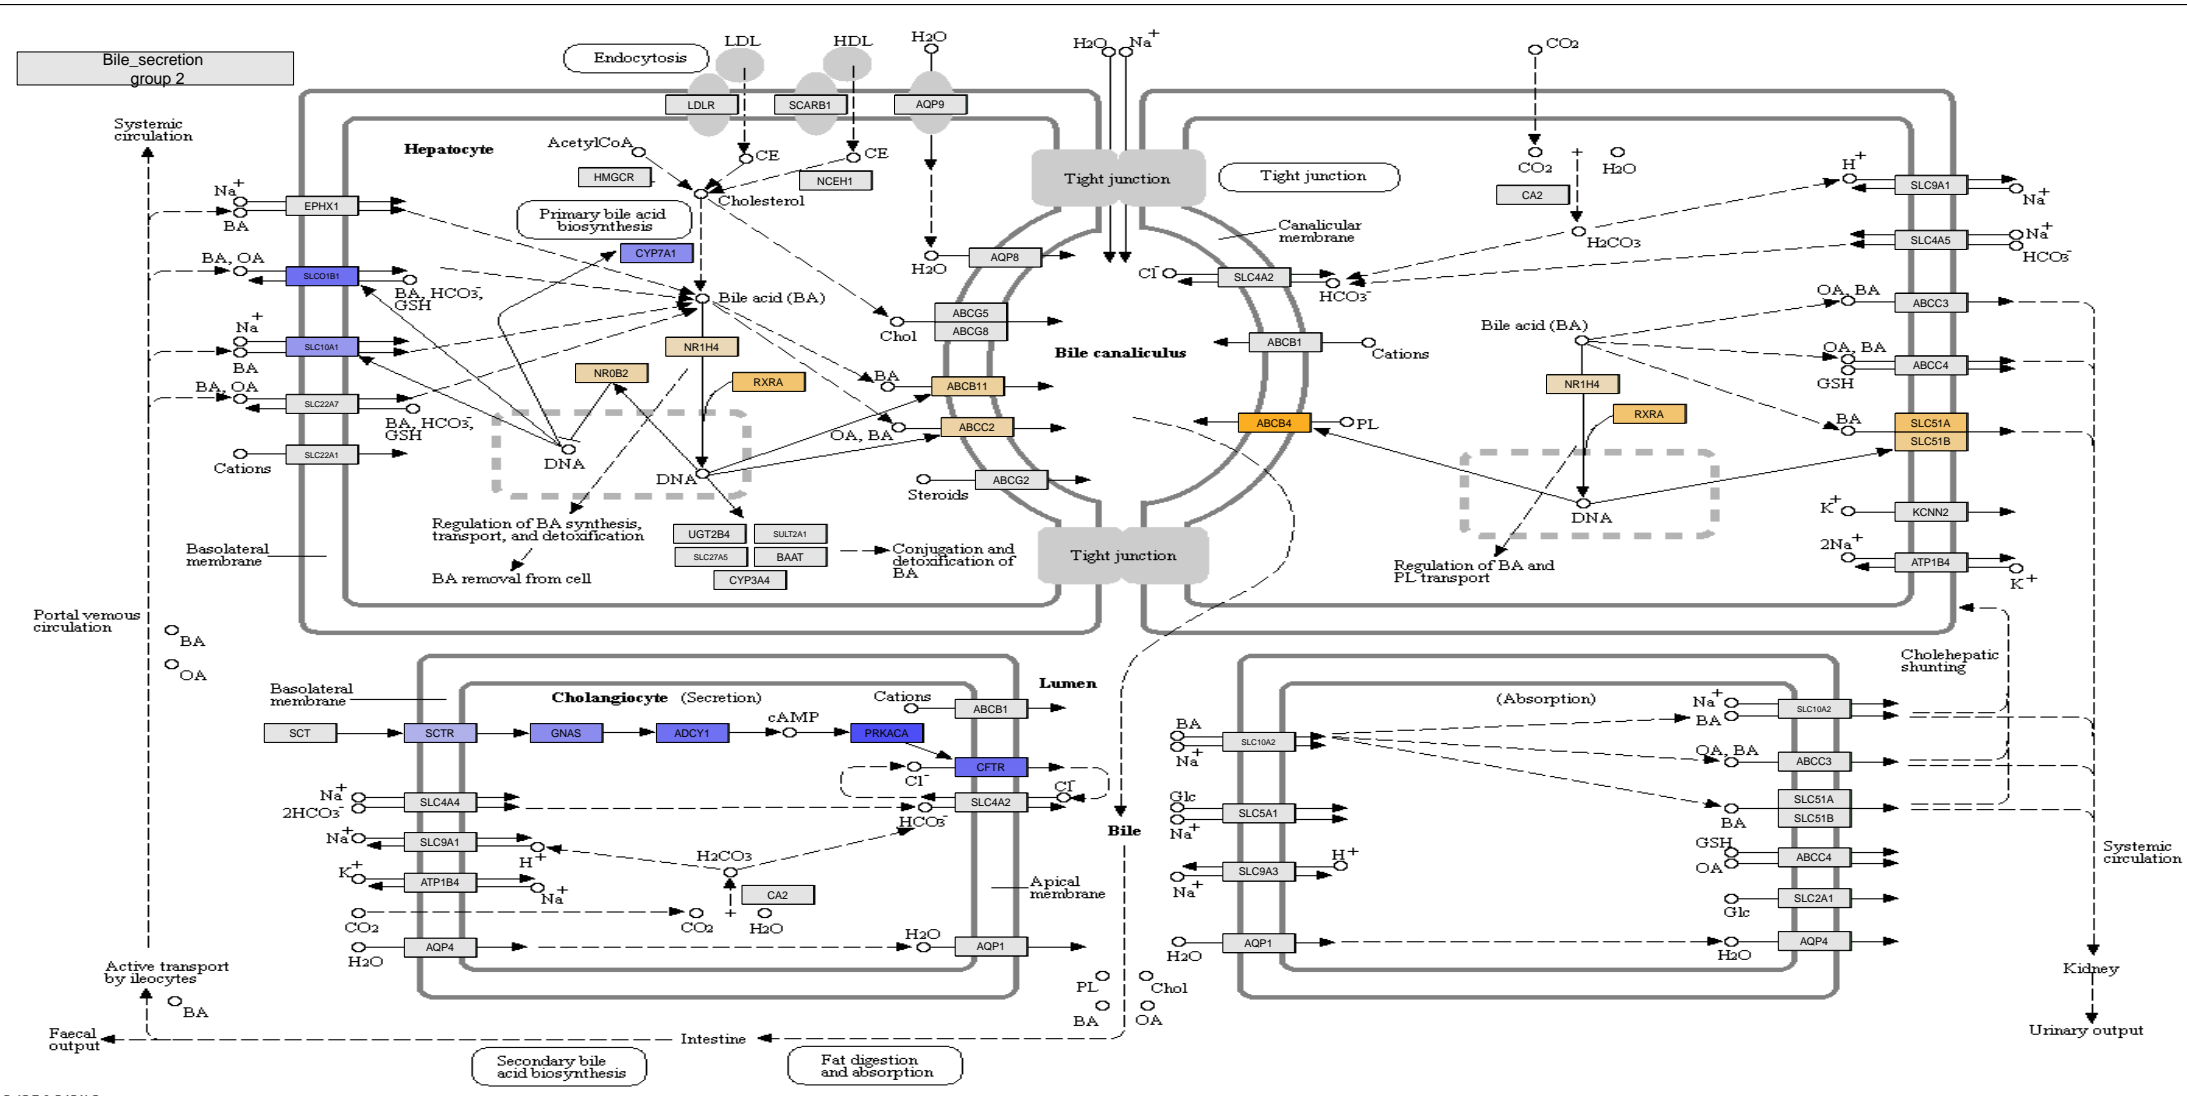 Bile_secretion
group 2
Endocytosis
LDL
HDL
H2O
H2O
Na+
CO2
LDLR
SCARB1
AQP9
Systemic
circulation
Hepatocyte
AcetylCoA
CE
CE
HMGCR
NCEH1
Cholesterol
Tight junction
Tight junction
CO2
+
H2O
CA2
H2CO3
H+
SLC9A1
Na+
Na+
EPHX1
BA
Primary bile acid
biosynthesis
CYP7A1
H2O
AQP8
Canalicular
membrane
SLC4A5
Na+
HCO3-
BA, OA
SLCO1B1
BA, HCO3-,
GSH
Bile acid (BA)
Cl-
SLC4A2
HCO3-
OA, BA
ABCC3
Chol
ABCG5
ABCG8
Na+
SLC10A1
BA
NR1H4
Bile canaliculus
ABCB1
Cations
Bile acid (BA)
OA, BA
GSH
ABCC4
NR0B2
RXRA
BA
ABCB11
NR1H4
RXRA
BA, OA
SLC22A7
BA, HCO3-,
GSH
OA, BA
ABCC2
ABCB4
PL
BA
SLC51A
SLC51B
Cations
SLC22A1
DNA
DNA
Steroids
ABCG2
DNA
K+
KCNN2
Regulation of BA synthesis,
transport, and detoxification
BA removal from cell
UGT2B4
SULT2A1
SLC27A5
BAAT
CYP3A4
Conjugation and
detoxification of
BA
Tight junction
Regulation of BA and
PL transport
2Na+
ATP1B4
K+
Basolateral
membrane
Portal venous
circulation
BA
OA
Cholehepatic
shunting
Basolateral
membrane
Cholangiocyte (Secretion)
Cations
ABCB1
Lumen
(Absorption)
Na+
BA
SLC10A2
SCT
SCTR
GNAS
ADCY1
cAMP
PRKACA
BA
Na+
SLC10A2
OA, BA
ABCC3
Cl-
CFTR
Cl-
Na+
2HCO3-
SLC4A4
SLC4A2
HCO3-
Glc
Na+
SLC5A1
BA
SLC51A
SLC51B
Bile
Na+
SLC9A1
H+
H2CO3
GSH
OA
ABCC4
Systemic
circulation
K+
ATP1B4
Na+
CA2
Apical
membrane
H+
SLC9A3
Na+
Glc
SLC2A1
CO2
CO2
+
H2O
H2O
AQP4
H2O
AQP1
H2O
AQP1
H2O
AQP4
Active transport
by ileocytes
BA
PL
Chol
BA
OA
Kidney
Urinary output
Faecal
output
Intestine
Secondary bile
acid biosynthesis
Fat digestion
and absorption